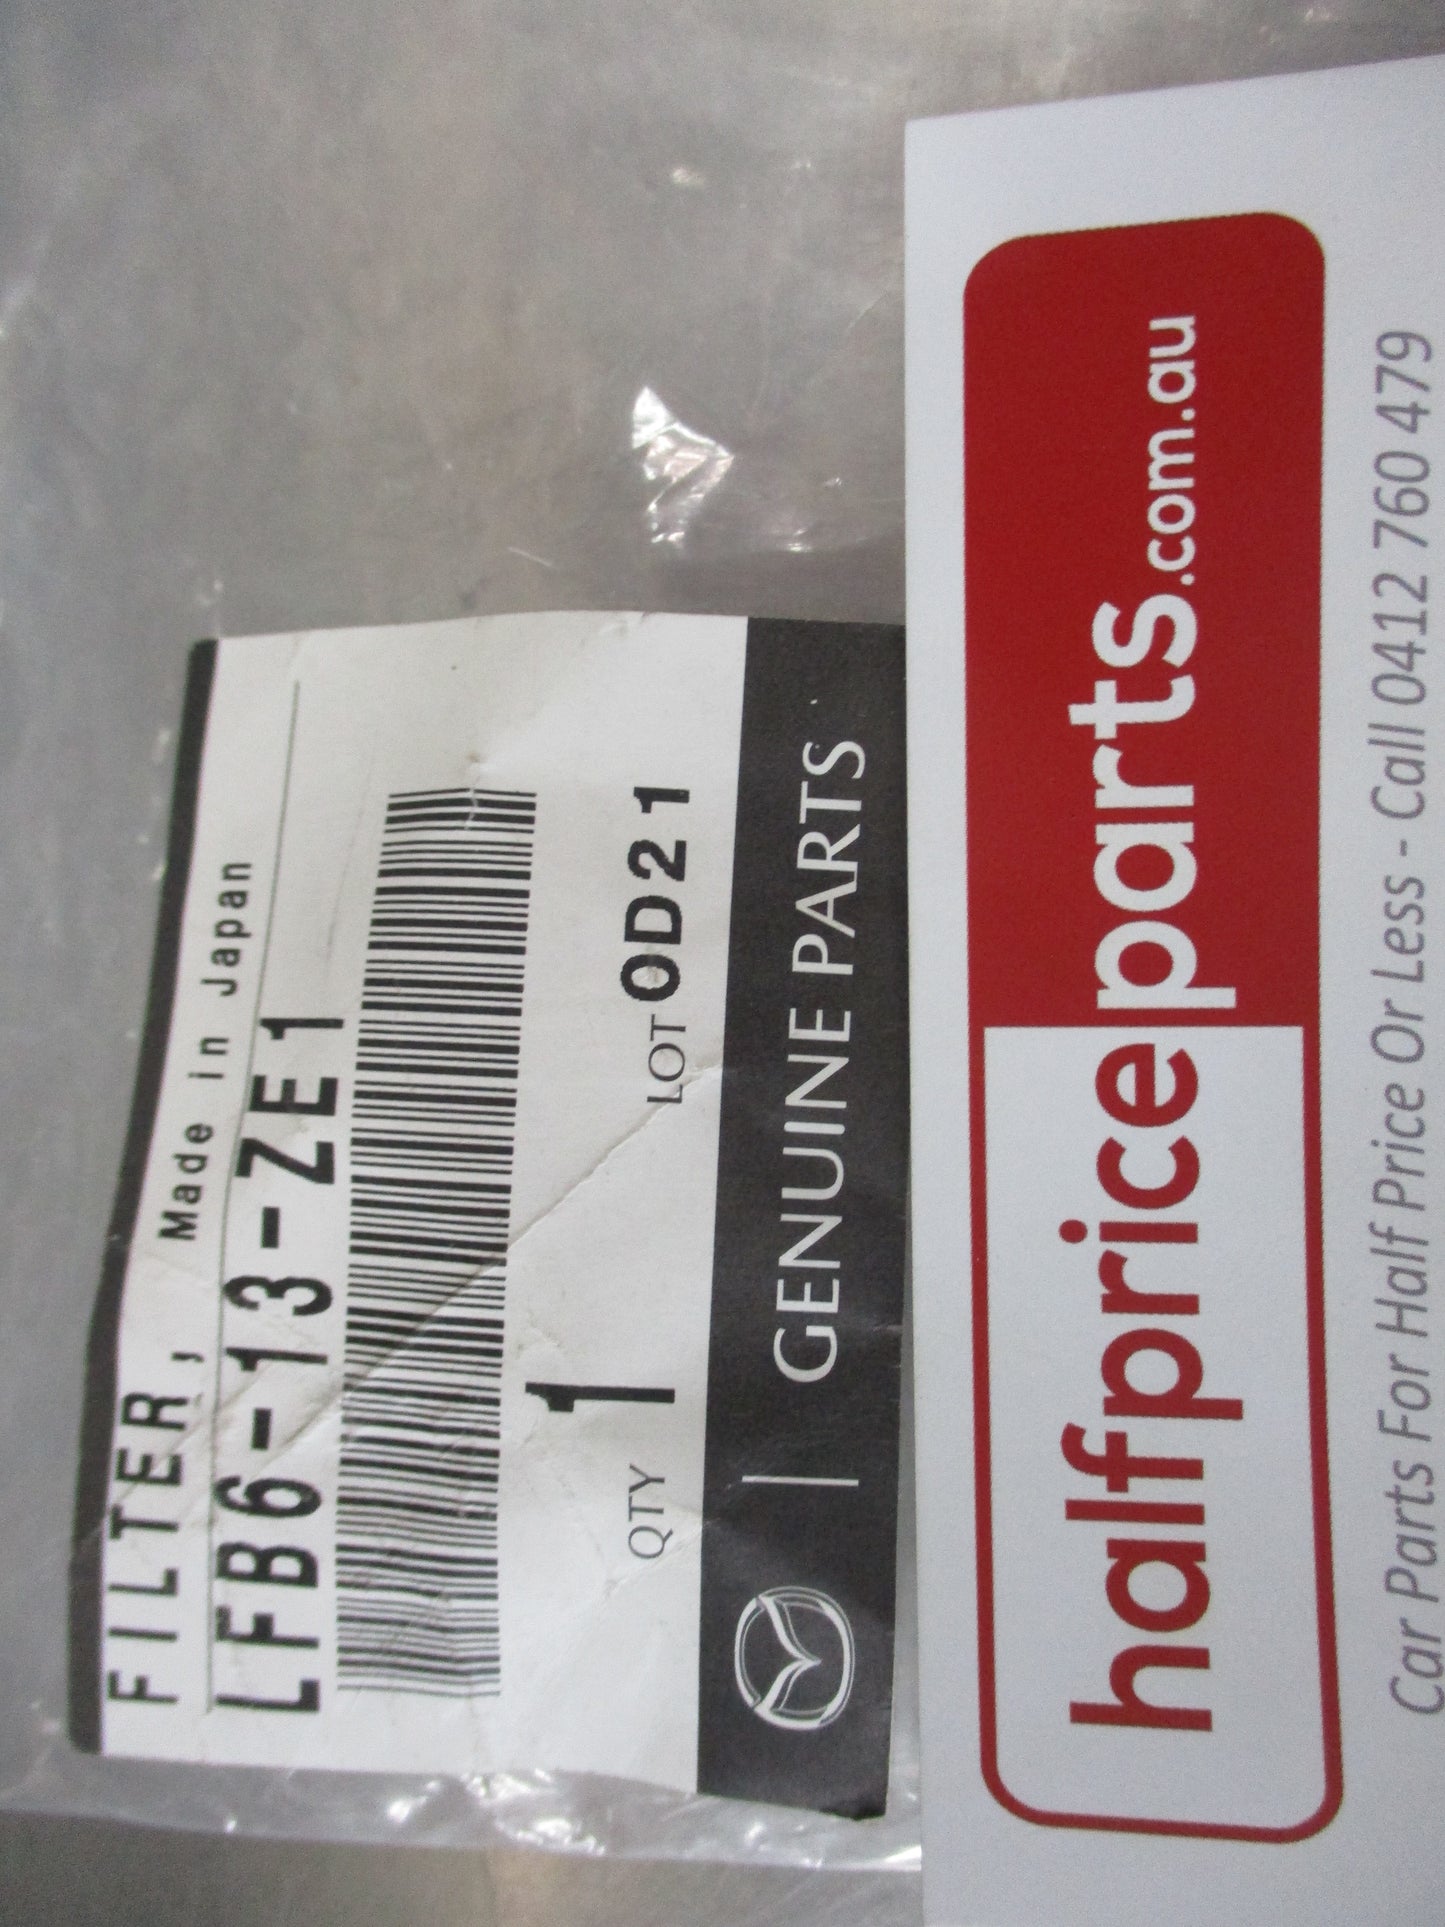 FILTER, Made in Japan
LFB6-13-ZE1
QTY 1 LOT 0D21
GENUINE PARTS
halfpriceparts.com.au
Car Parts For Half Price Or Less - Call 0412 760 479